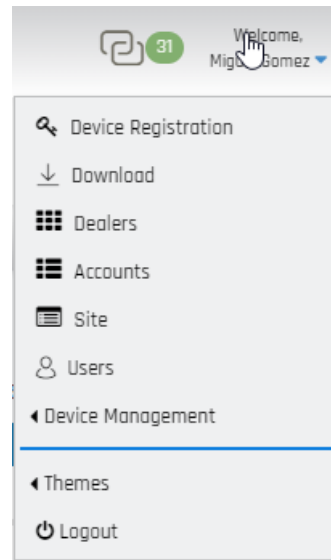 31
Welcome,
Gomez
Device Registration
Download
Dealers
Accounts
Site
Users
Device Management
Themes
Logout